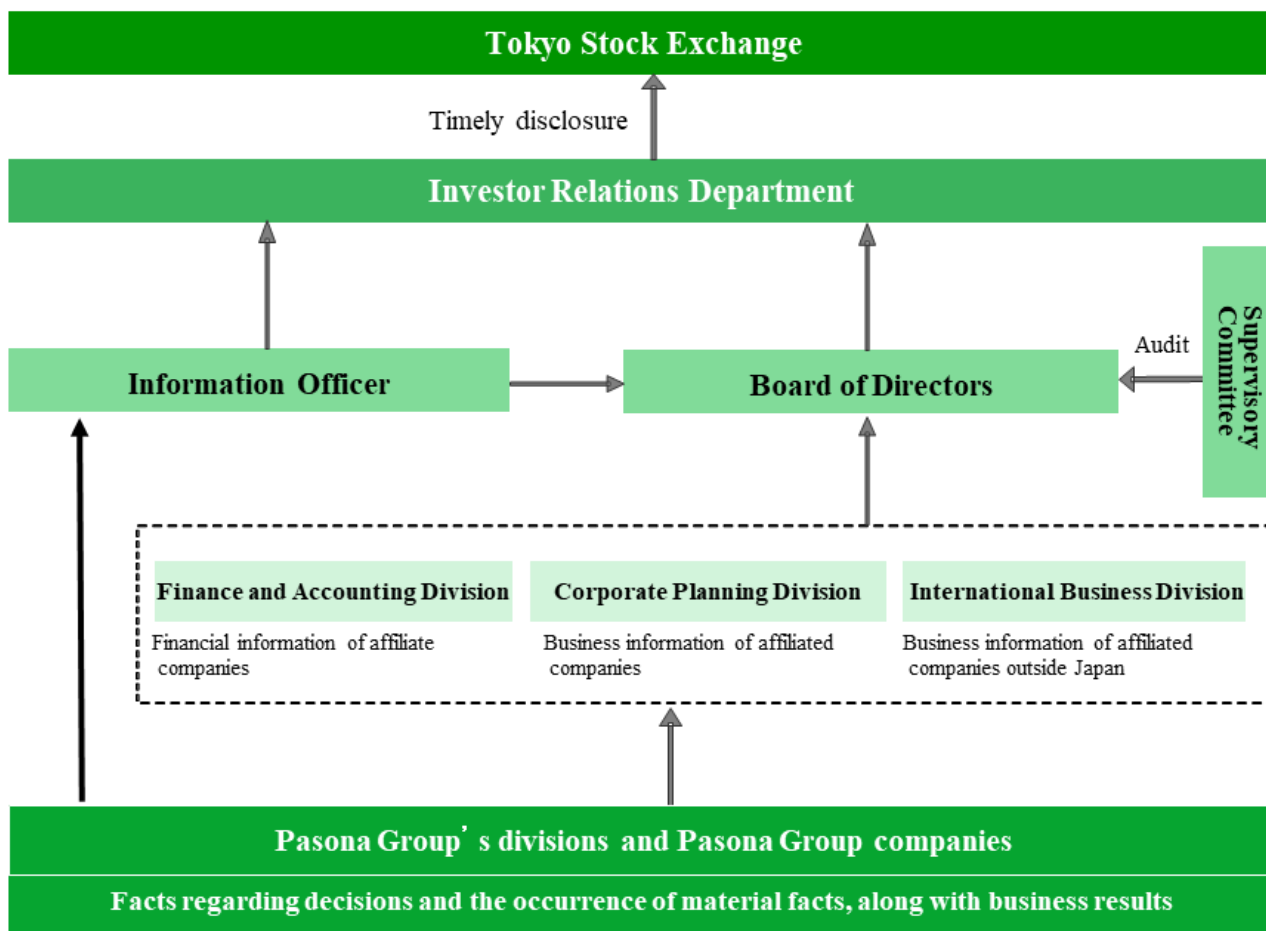 Tokyo Stock Exchange
Timely disclosure
Investor Relations Department
Supervisory
Committee
Audit
Information Officer
Board of Directors
Finance and Accounting Division
Financial information of affiliate
companies
Corporate Planning Division
Business information of affiliated
companies
International Business Division
Business information of affiliated
companies outside Japan
Pasona Group’s divisions and Pasona Group companies
Facts regarding decisions and the occurrence of material facts, along with business results